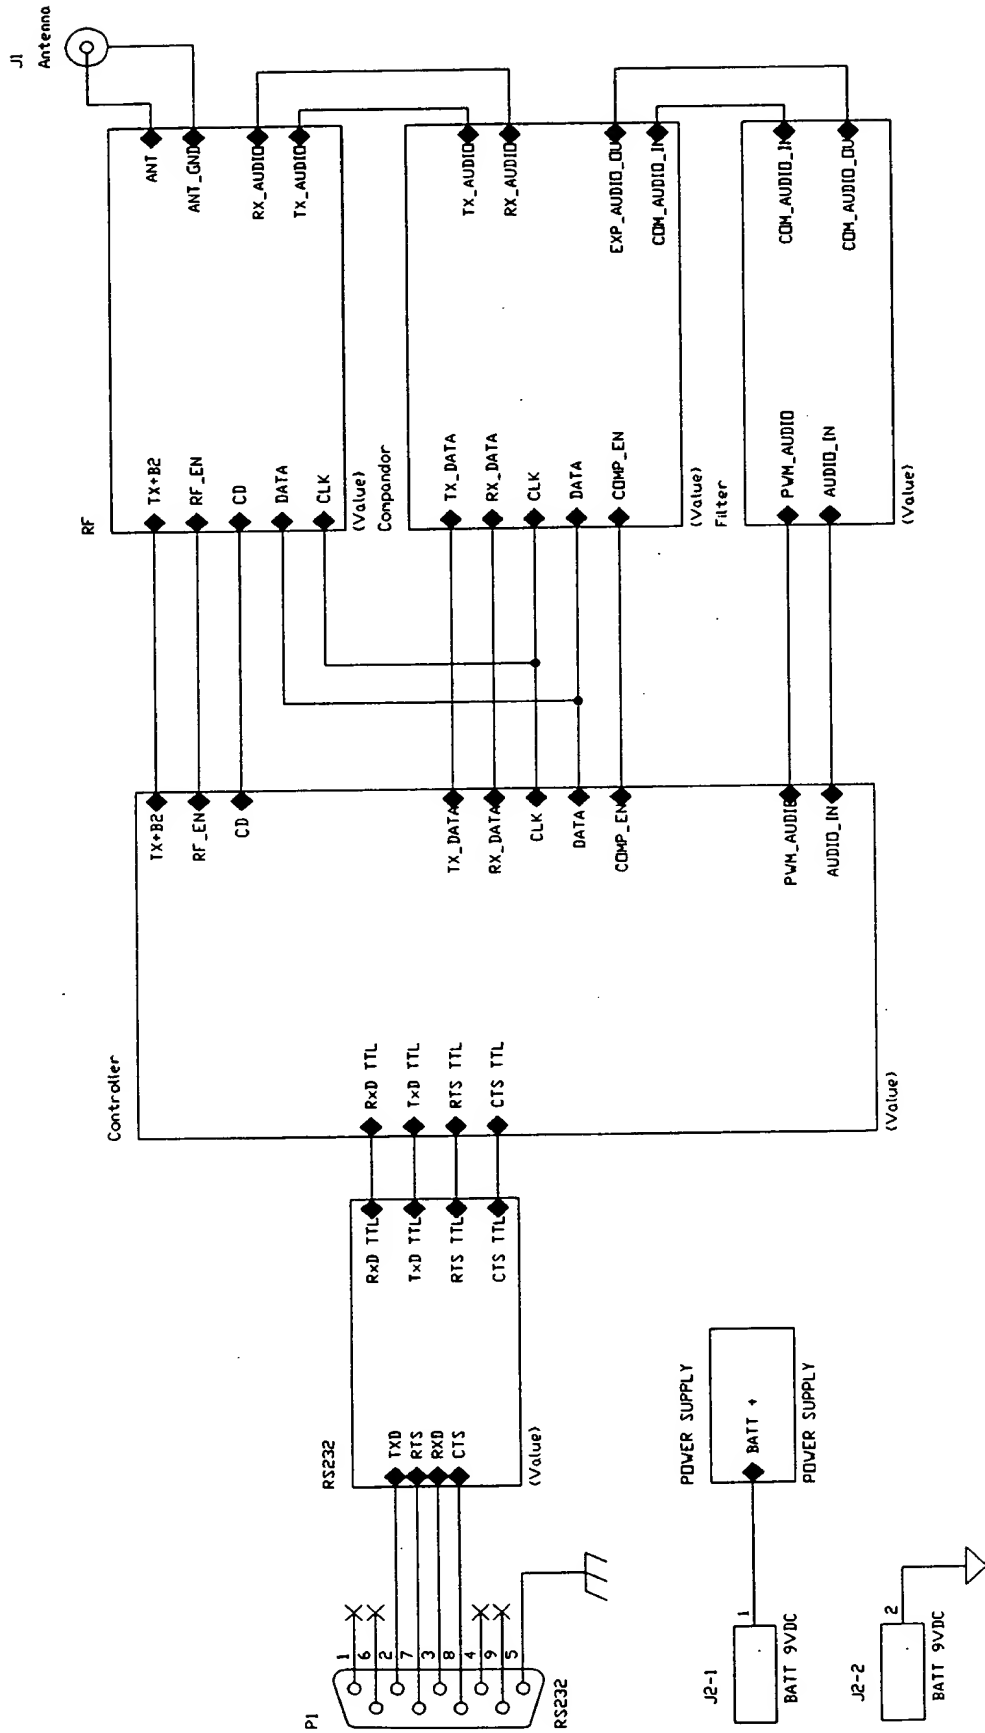 J1
Antenna
RF
ANT
ANT_GND
RX_AUDIO
TX_AUDIO
TX+B2
RF_EN
CD
DATA
CLK
(Value)
Compandor
TX_AUDIO
RX_AUDIO
EXP_AUDIO_OU
COM_AUDIO_IN
TX_DATA
RX_DATA
CLK
DATA
COMP_EN
(Value)
Filter
COM_AUDIO_IN
COM_AUDIO_OU
PWM_AUDIO
AUDIO_IN
(Value)
Controller
TX+B2
RF_EN
CD
TX_DATA
RX_DATA
CLK
DATA
COMP_EN
PWM_AUDIO
AUDIO_IN
RxD TTL
TxD TTL
RTS TTL
CTS TTL
(Value)
RS232
RxD TTL
TxD TTL
RTS TTL
CTS TTL
TXD
RTS
RXD
CTS
(Value)
P1
1
6
2
7
3
8
4
9
5
RS232
POWER SUPPLY
BATT +
POWER SUPPLY
J2-1
1
BATT 9VDC
J2-2
2
BATT 9VDC